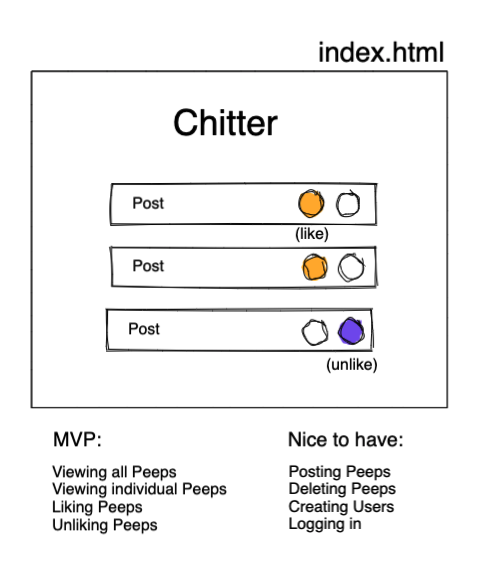 index.html
Chitter
Post
(like)
Post
Post
(unlike)
MVP:
Viewing all Peeps
Viewing individual Peeps
Liking Peeps
Unliking Peeps
Nice to have:
Posting Peeps
Deleting Peeps
Creating Users
Logging in